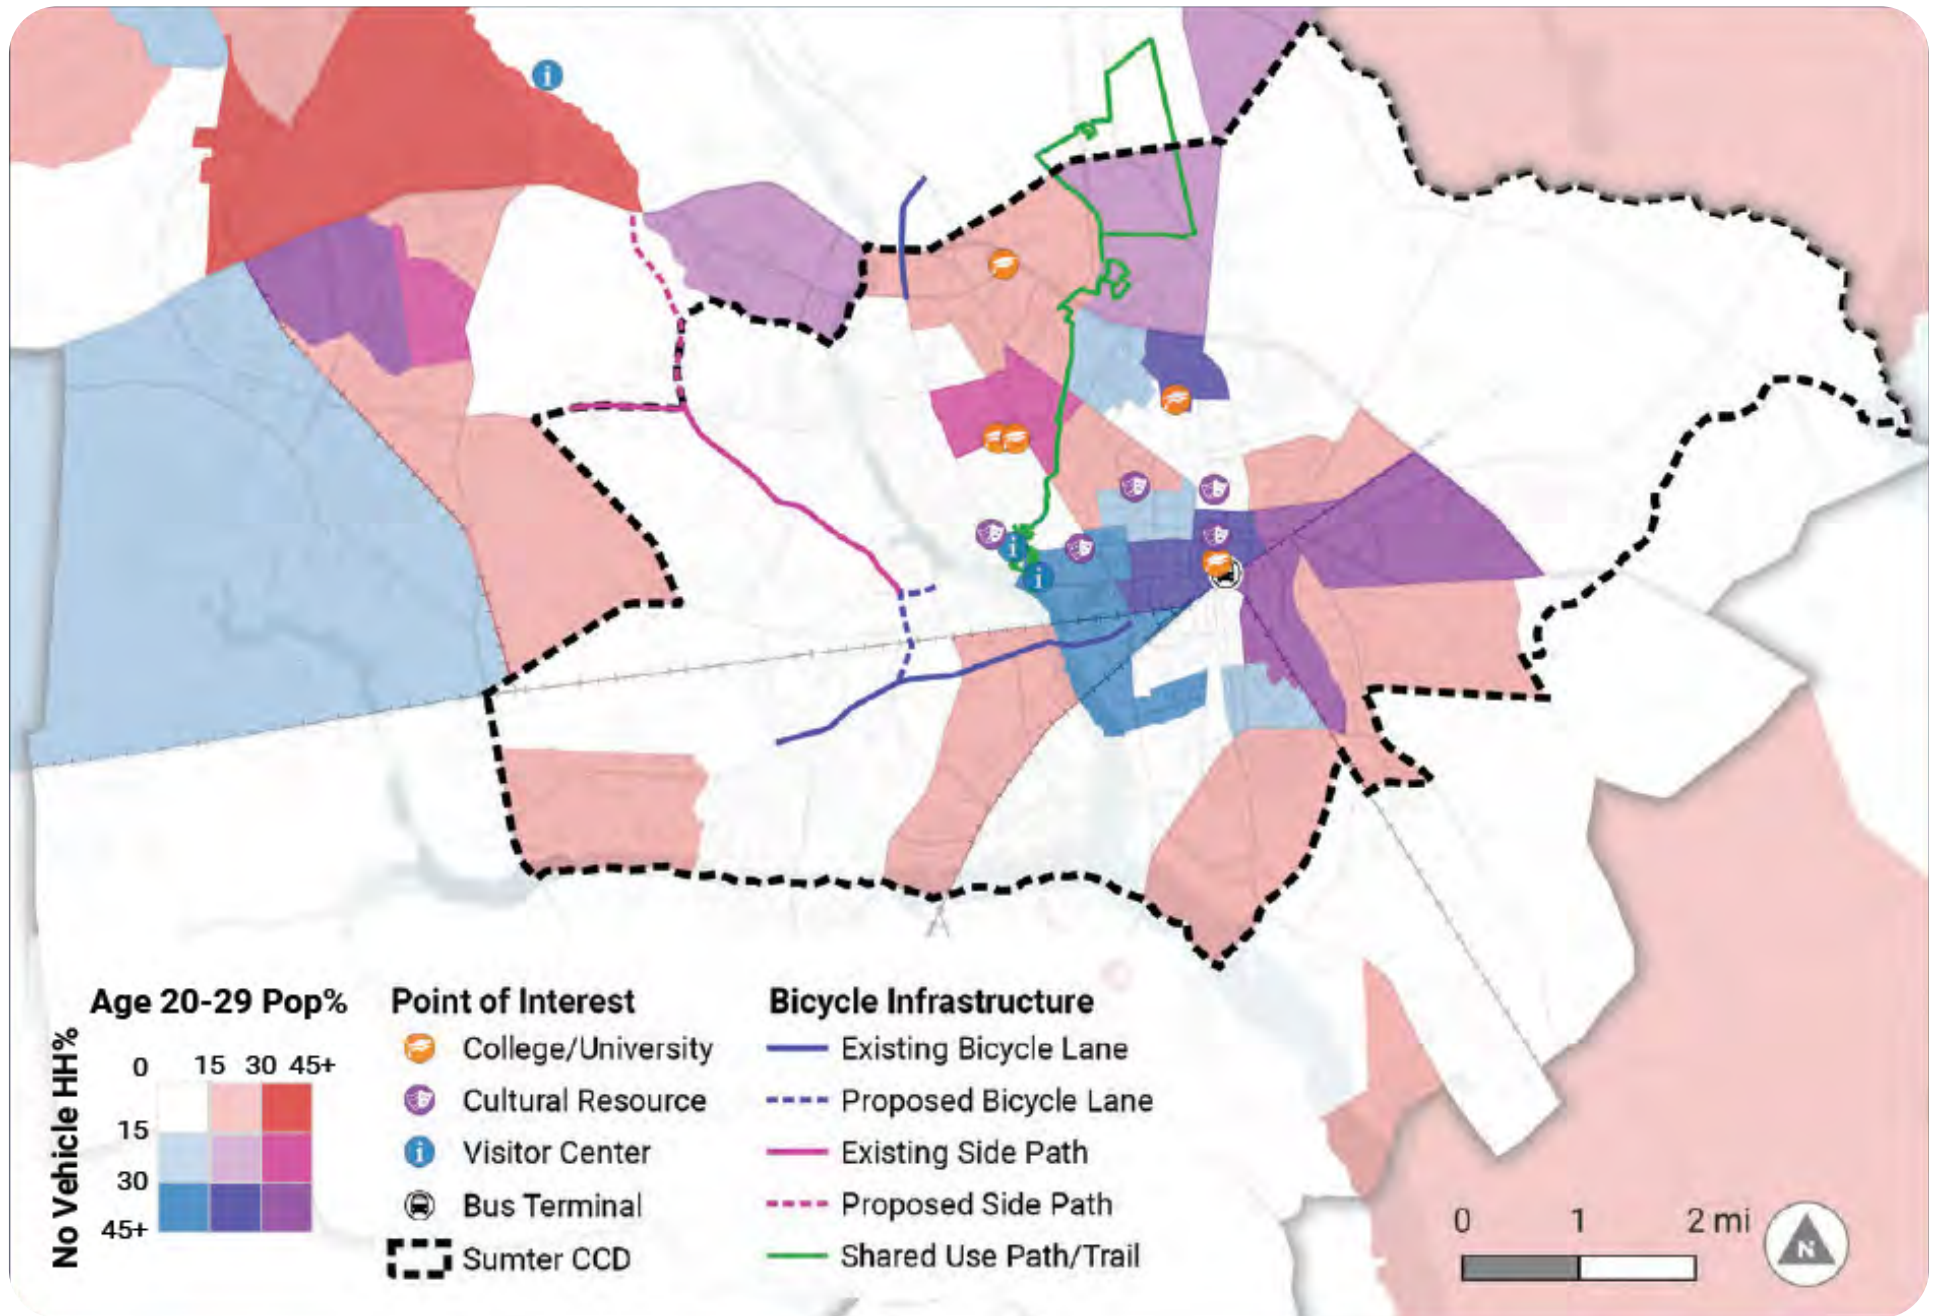 Age 20-29 Pop%
No Vehicle HH%
0 15 30 45+
15
30
45+
Point of Interest
College/University
Cultural Resource
Visitor Center
Bus Terminal
Sumter CCD
Bicycle Infrastructure
Existing Bicycle Lane
Proposed Bicycle Lane
Existing Side Path
Proposed Side Path
Shared Use Path/Trail
0 1 2 mi
N